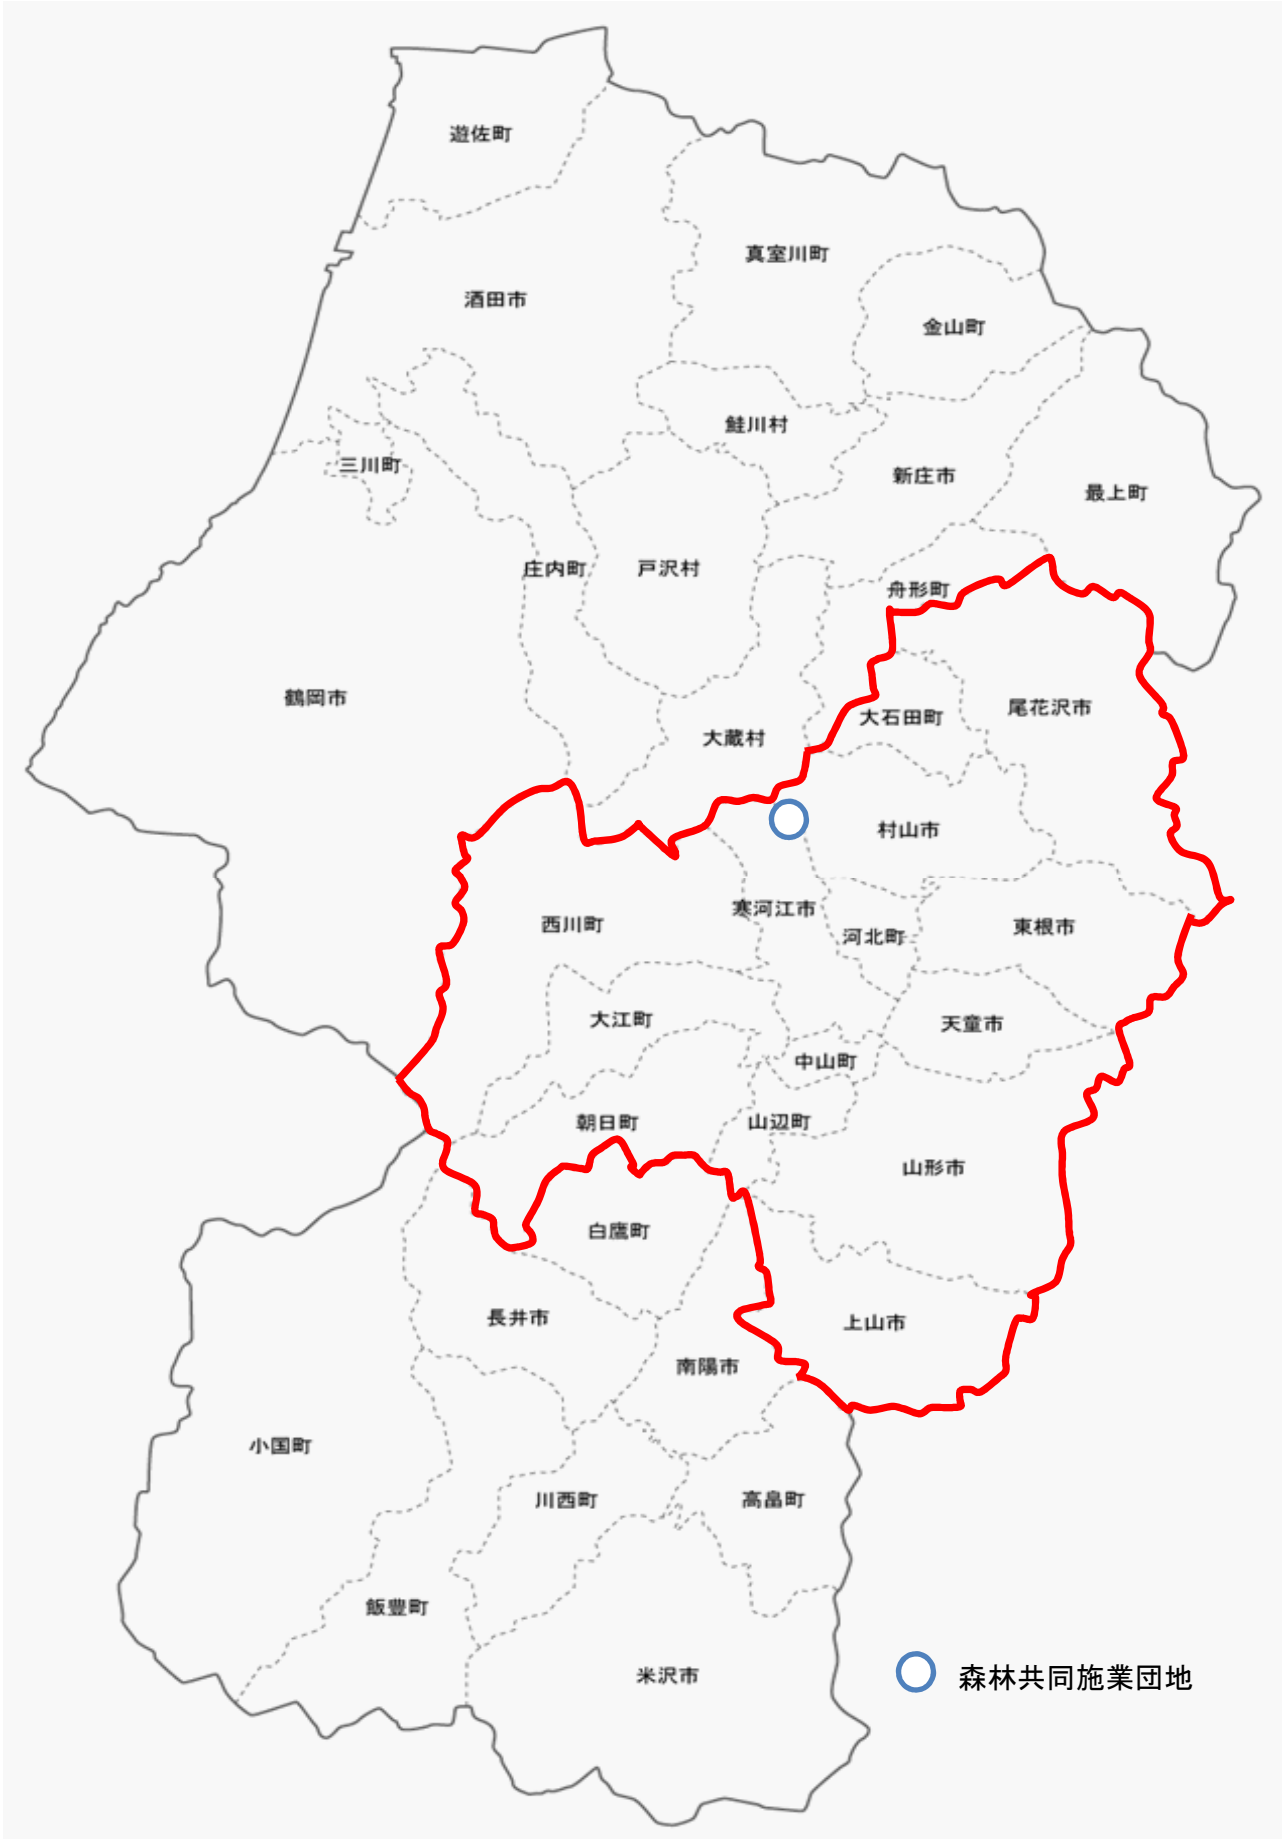 遊佐町
真室川町
酒田市
金山町
鮭川村
三川町
新庄市
最上町
庄内町
戸沢村
舟形町
鶴岡市
大蔵村
大石田町
尾花沢市
村山市
西川町
寒河江市
河北町
東根市
大江町
天童市
中山町
朝日町
山辺町
山形市
白鷹町
長井市
上山市
南陽市
小国町
川西町
高畠町
飯豊町
米沢市
森林共同施業団地